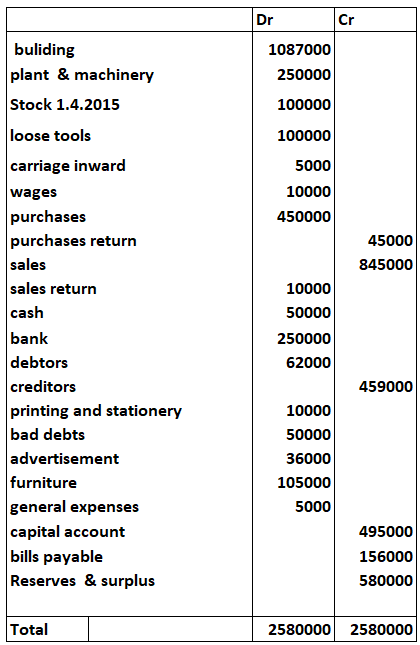 Dr Cr
buliding 1087000
plant & machinery 250000
Stock 1.4.2015 100000
loose tools 100000
carriage inward 5000
wages 10000
purchases 450000
purchases return 45000
sales 845000
sales return 10000
cash 50000
bank 250000
debtors 62000
creditors 459000
printing and stationery 10000
bad debts 50000
advertisement 36000
furniture 105000
general expenses 5000
capital account 495000
bills payable 156000
Reserves & surplus 580000
Total 2580000 2580000